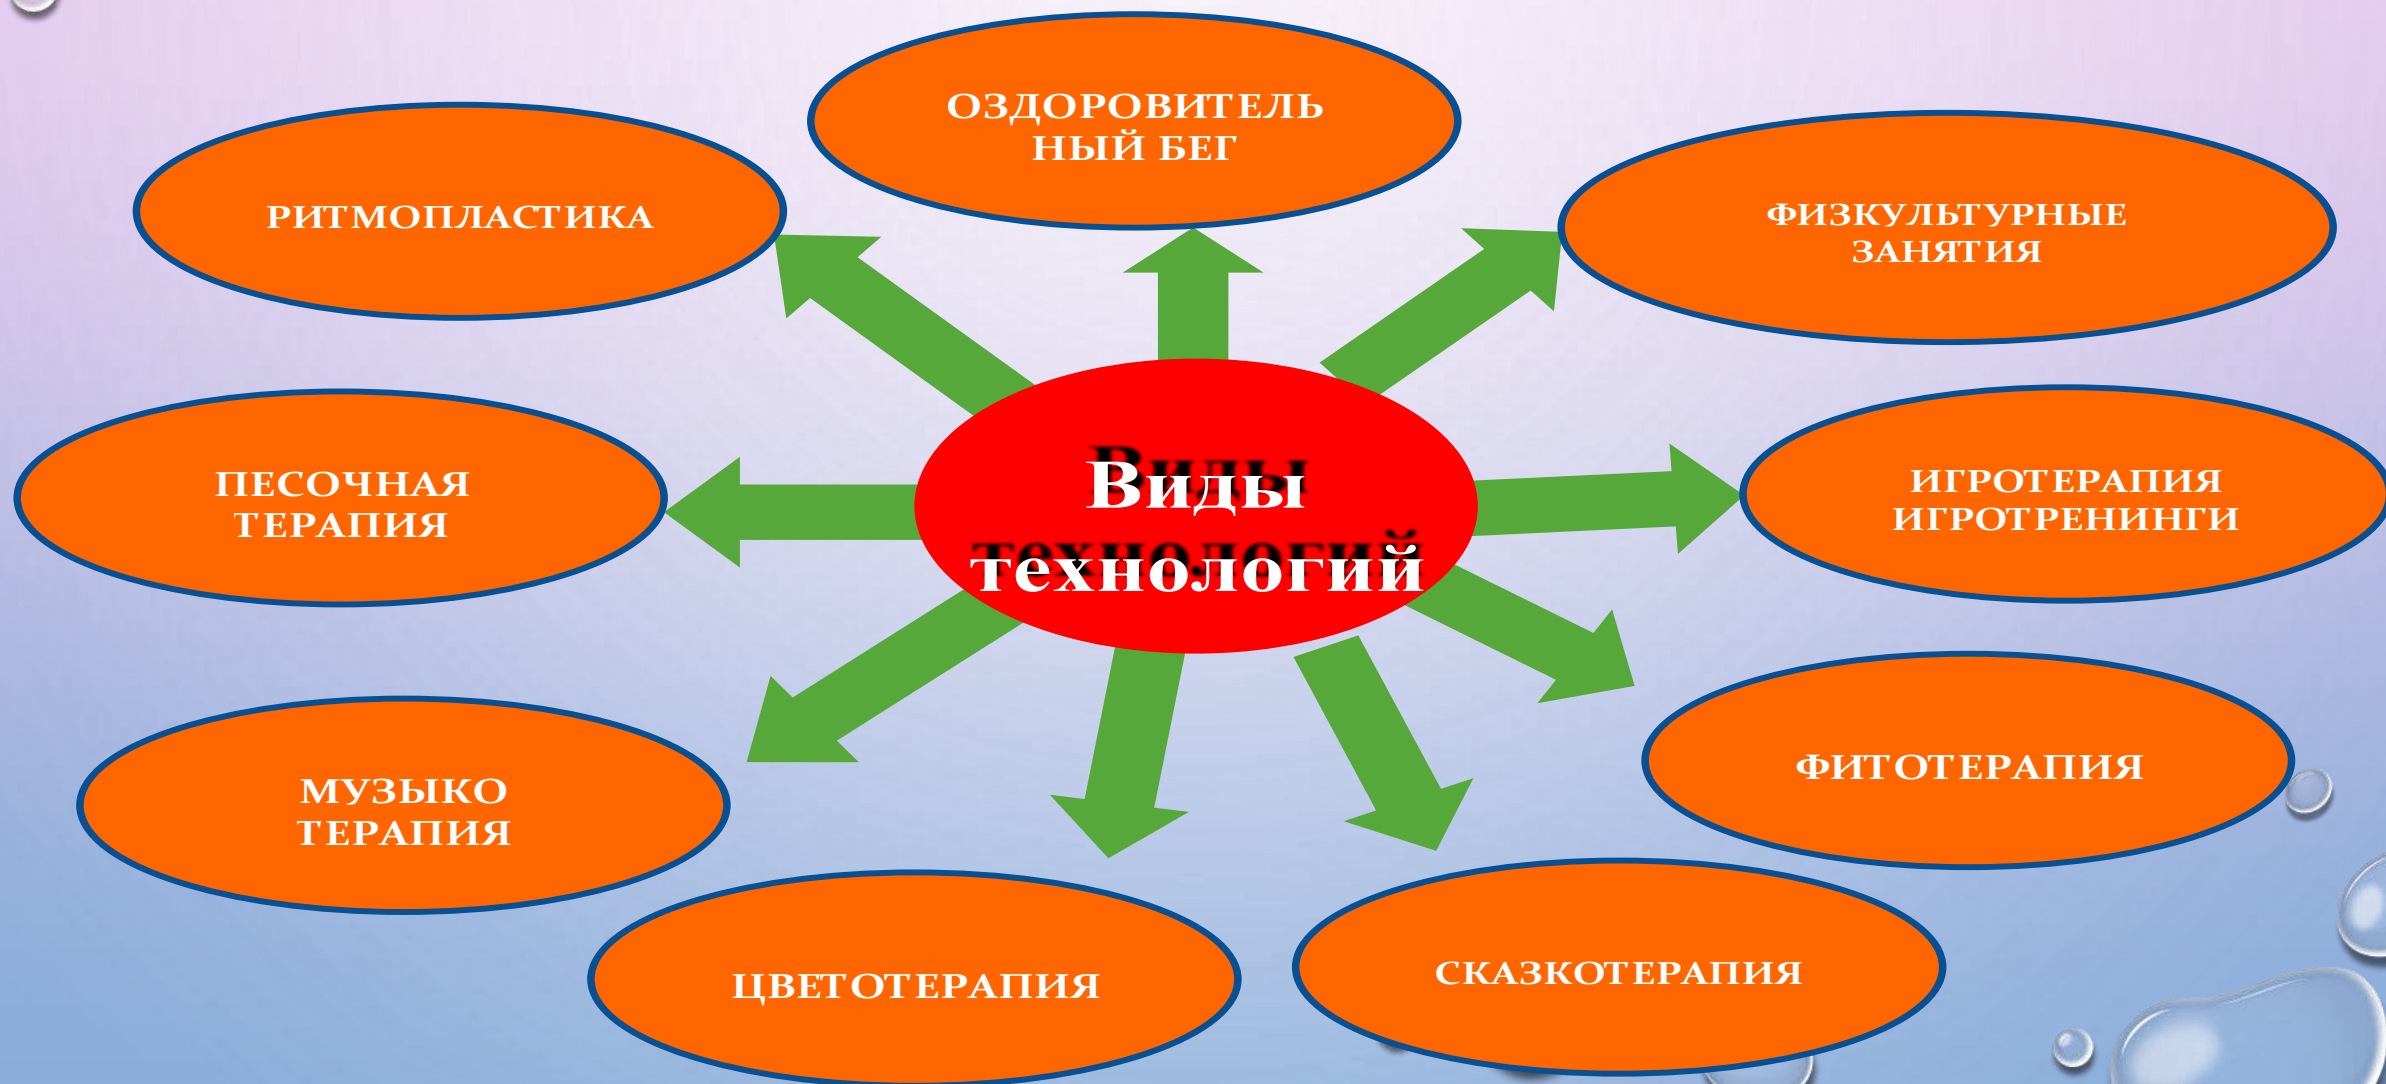 ОЗДОРОВИТЕЛЬ
НЫЙ БЕГ
РИТМОПЛАСТИКА
ФИЗКУЛЬТУРНЫЕ
ЗАНЯТИЯ
Виды
технологий
ПЕСОЧНАЯ
ТЕРАПИЯ
ИГРОТЕРАПИЯ
ИГРОТРЕНИНГИ
МУЗЫКО
ТЕРАПИЯ
ФИТОТЕРАПИЯ
ЦВЕТОТЕРАПИЯ
СКАЗКОТЕРАПИЯ